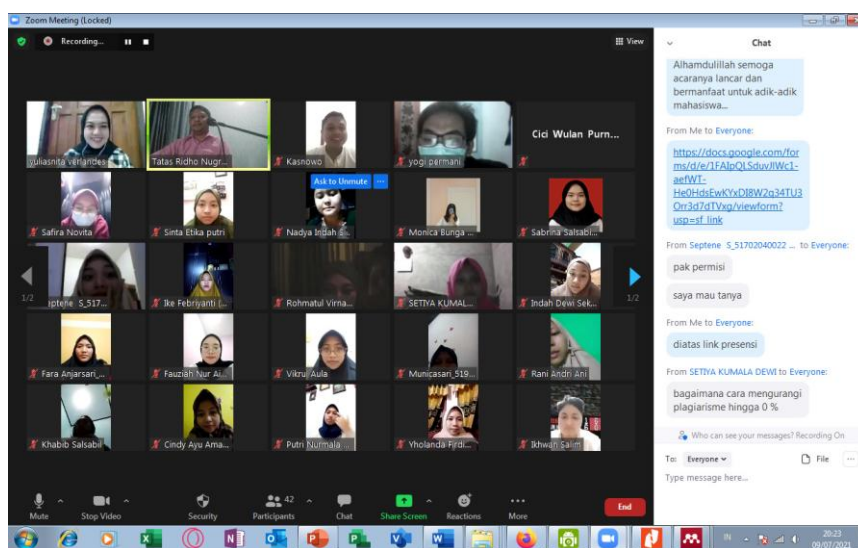 Zoom Meeting (Locked)
Recording...
View
yuliasnita verlandes
Tatas Ridho Nugr...
Kasnowo
yogi permani
Cici Wulan Purn...
Ask to Unmute
...
Safira Novita
Sinta Etika putri
Nadya Indah S...
Monica Bunga ...
Sabrina Salsabi...
1/2
1/2
eptene S_517...
Ike Febriyanti (...
Rohmatul Virna...
SETIYA KUMAL...
Indah Dewi Sek...
Fara Anjarsari_...
Fauziah Nur Ai...
Vikrul Aula
Municasari_519...
Rani Andri Ani
Khabib Salsabil
Cindy Ayu Ama...
Putri Nurmala ...
Yholanda Firdi...
Ikhwan Salim
Mute
Stop Video
Security
42
Participants
Chat
Share Screen
Reactions
More
End
Chat
Alhamdulillah semoga
acaranya lancar dan
bermanfaat untuk adik-adik
mahasiswa...
From Me to Everyone:
https://docs.google.com/for
ms/d/e/1FAIpQLSduvJlWc1-
aefWT-
He0HdsEwKYxDI8W2q34TU3
Orr3d7dTVxg/viewform?
usp=sf_link
From Septene S_51702040022 ... to Everyone:
pak permisi
saya mau tanya
From Me to Everyone:
diatas link presensi
From SETIYA KUMALA DEWI to Everyone:
bagaimana cara mengurangi
plagiarisme hingga 0 %
Who can see your messages? Recording On
To: Everyone
File
Type message here...
IN
20:23
09/07/2021